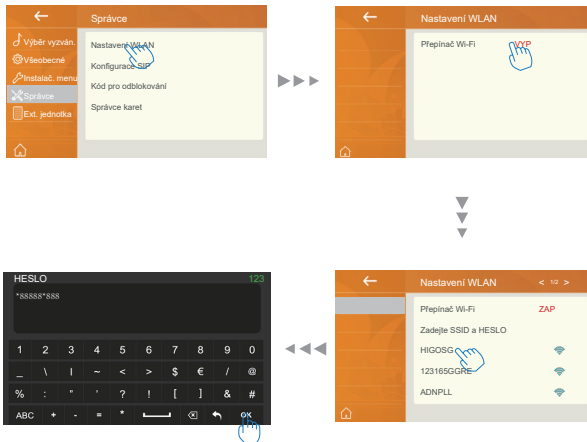 Správce
Výběr vyzván.
Všeobecné
Instalač. menu
Správce
Ext. jednotka
Nastavení WLAN
Konfigurace SIP
Kód pro odblokování
Správce karet
Nastavení WLAN
Přepínač Wi-Fi VYP
Nastavení WLAN < 1/2 >
Přepínač Wi-Fi ZAP
Zadejte SSID a HESLO
HIGOSG
123165GGRE
ADNPLL
HESLO 123
*88888*888
1 2 3 4 5 6 7 8 9 0
_ \ | ~ < > $ € / @
% : " ' ? ! [ ] & #
ABC + - = * OK